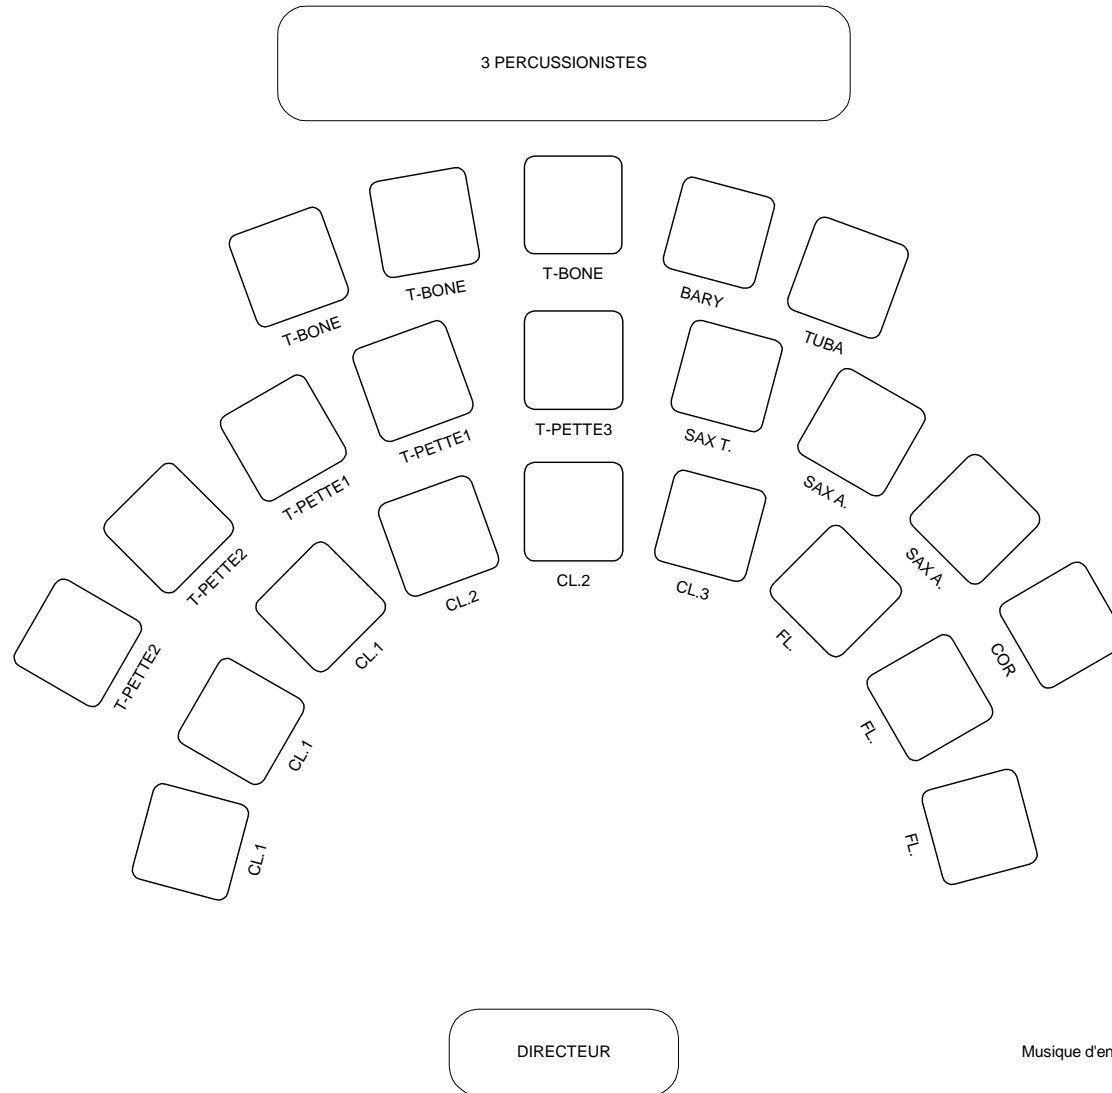 3 PERCUSSIONISTES
T-BONE
T-BONE
T-BONE
BARY
TUBA
T-PETTE2
T-PETTE2
T-PETTE1
T-PETTE1
T-PETTE3
SAX T.
SAX A.
SAX A.
COR
CL.1
CL.1
CL.1
CL.2
CL.2
CL.3
FL.
FL.
FL.
DIRECTEUR
Musique d'en